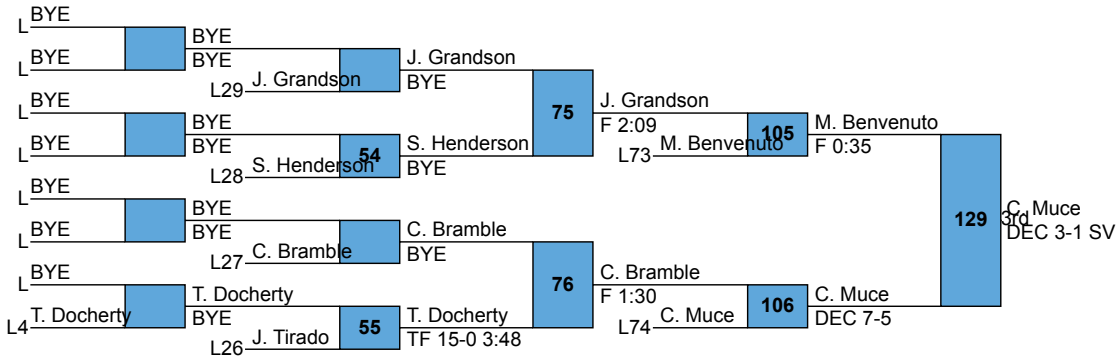 BYE
L
BYE
BYE
BYE
L
J. Grandson
L29 J. Grandson
BYE
BYE
L
75
J. Grandson
F 2:09
BYE
BYE
105
M. Benvenuto
F 0:35
BYE
L
54
S. Henderson
BYE
L73 M. Benvenuto
L28 S. Henderson
BYE
L
BYE
BYE
129
C. Muce
3rd
DEC 3-1 SV
BYE
L
C. Bramble
L27 C. Bramble
BYE
BYE
L
76
C. Bramble
F 1:30
T. Docherty
BYE
106
C. Muce
DEC 7-5
L4 T. Docherty
55
T. Docherty
TF 15-0 3:48
L74 C. Muce
L26 J. Tirado